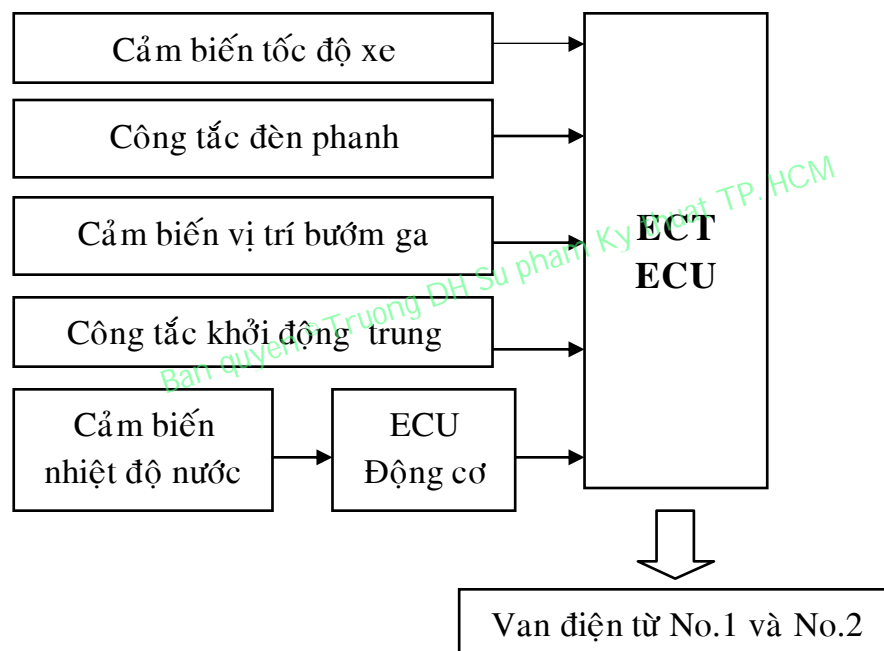 Cảm biến tốc độ xe
Công tắc đèn phanh
Cảm biến vị trí bướm ga
Công tắc khởi động trung
Cảm biến
nhiệt độ nước
ECU
Động cơ
ECT
ECU
Van điện từ No.1 và No.2
Ban quyen © Truong DH Su pham Ky thuat TP. HCM